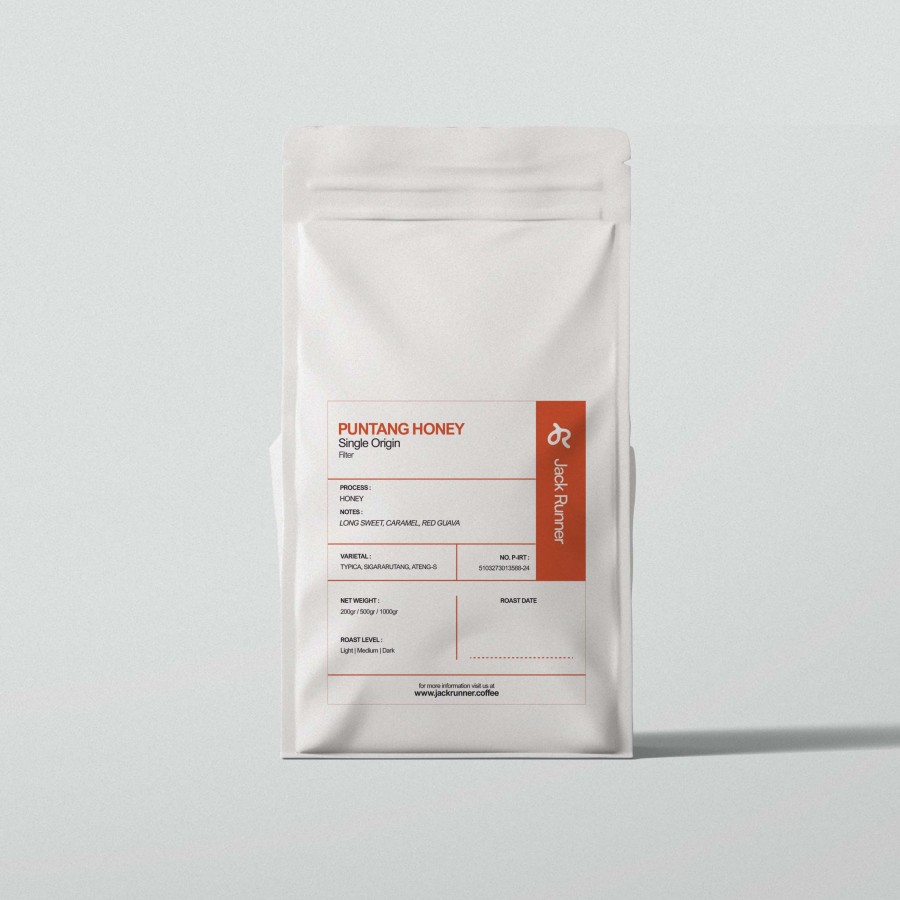 PUNTANG HONEY
Single Origin
Filter
Jack Runner
PROCESS :
HONEY
NOTES :
LONG SWEET, CARAMEL, RED GUAVA
VARIETAL :
TYPICA, SIGARARUTANG, ATENG-S
NO. P-IRT :
5103273013588-24
NET WEIGHT :
200gr / 500gr / 1000gr
ROAST DATE
ROAST LEVEL :
Light | Medium | Dark
for more information visit us at
www.jackrunner.coffee